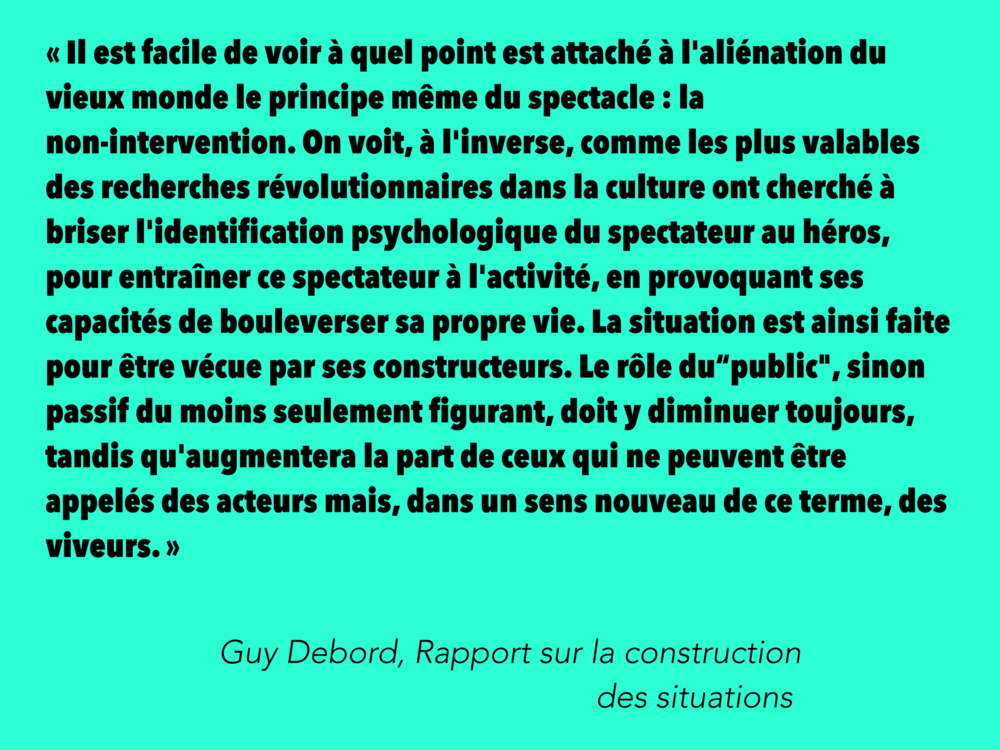 « Il est facile de voir à quel point est attaché à l'aliénation du
vieux monde le principe même du spectacle : la
non-intervention. On voit, à l'inverse, comme les plus valables
des recherches révolutionnaires dans la culture ont cherché à
briser l'identification psychologique du spectateur au héros,
pour entraîner ce spectateur à l'activité, en provoquant ses
capacités de bouleverser sa propre vie. La situation est ainsi faite
pour être vécue par ses constructeurs. Le rôle du“public", sinon
passif du moins seulement figurant, doit y diminuer toujours,
tandis qu'augmentera la part de ceux qui ne peuvent être
appelés des acteurs mais, dans un sens nouveau de ce terme, des
viveurs. »
Guy Debord, Rapport sur la construction
des situations